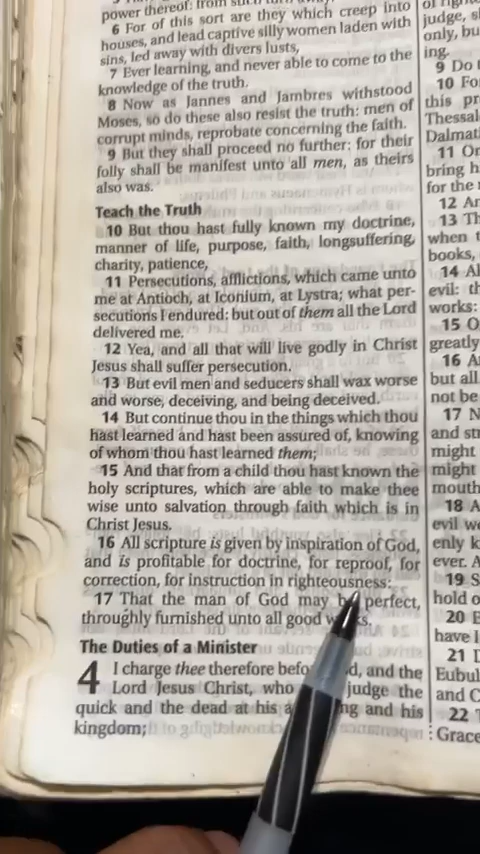 power thereof: from such turn away.
6 For of this sort are they which creep into
houses, and lead captive silly women laden with
sins, led away with divers lusts,
7 Ever learning, and never able to come to the
knowledge of the truth.
8 Now as Jannes and Jambres withstood
Moses, so do these also resist the truth: men of
corrupt minds, reprobate concerning the faith.
9 But they shall proceed no further: for their
folly shall be manifest unto all men, as theirs
also was.
Teach the Truth
10 But thou hast fully known my doctrine,
manner of life, purpose, faith, longsuffering,
charity, patience,
11 Persecutions, afflictions, which came unto
me at Antioch, at Iconium, at Lystra; what per-
secutions I endured: but out of them all the Lord
delivered me.
12 Yea, and all that will live godly in Christ
Jesus shall suffer persecution.
13 But evil men and seducers shall wax worse
and worse, deceiving, and being deceived.
14 But continue thou in the things which thou
hast learned and hast been assured of, knowing
of whom thou hast learned them;
15 And that from a child thou hast known the
holy scriptures, which are able to make thee
wise unto salvation through faith which is in
Christ Jesus.
16 All scripture is given by inspiration of God,
and is profitable for doctrine, for reproof, for
correction, for instruction in righteousness:
17 That the man of God may be perfect,
throughly furnished unto all good
The Duties of a Minister
4 I charge thee therefore and the
Lord Jesus Christ, who judge the
quick and the dead at his and his
kingdom;
judge,
only,
ing.
9 Do
10
this
Thessal
Dalmat
11
bring
for the
12
13
when
books,
14
evil:
works:
15
greatly
16
but all
not be
17
and
might
might
mouth
18
evil
enly
ever. A
19
hold
20
have I
21
Eubul
and
22
Grace